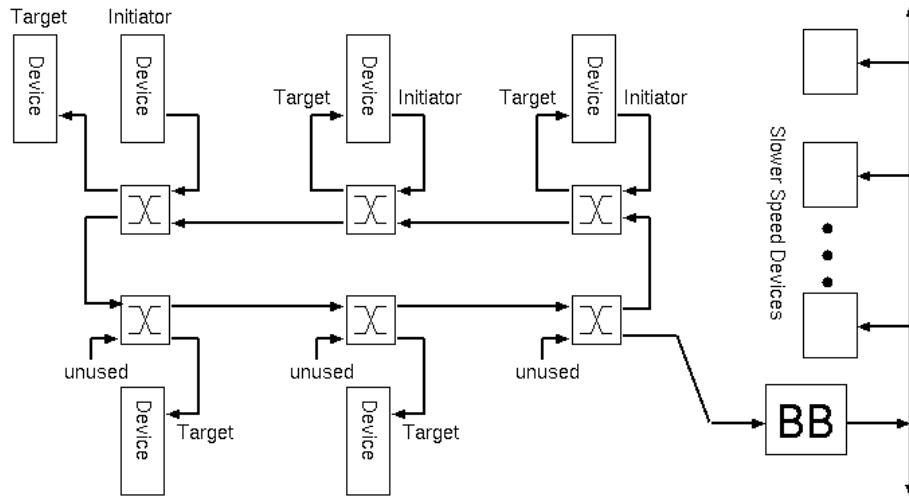 Target
Initiator
Device
Device
Target
Device
Initiator
Target
Device
Initiator
Slower Speed Devices
unused
unused
unused
Device
Target
Device
Target
BB